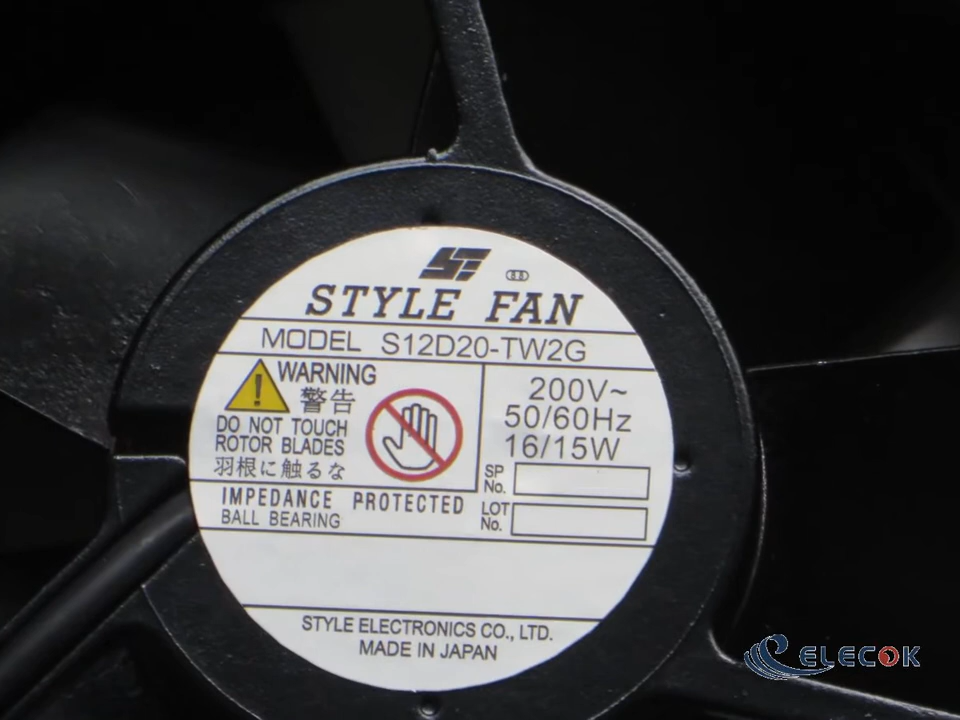 STYLE FAN
MODEL S12D20-TW2G
WARNING
警告
DO NOT TOUCH
ROTOR BLADES
羽根に触るな
200V~
50/60Hz
16/15W
SP
No.
LOT
No.
IMPEDANCE PROTECTED
BALL BEARING
STYLE ELECTRONICS CO., LTD.
MADE IN JAPAN
ELECOK